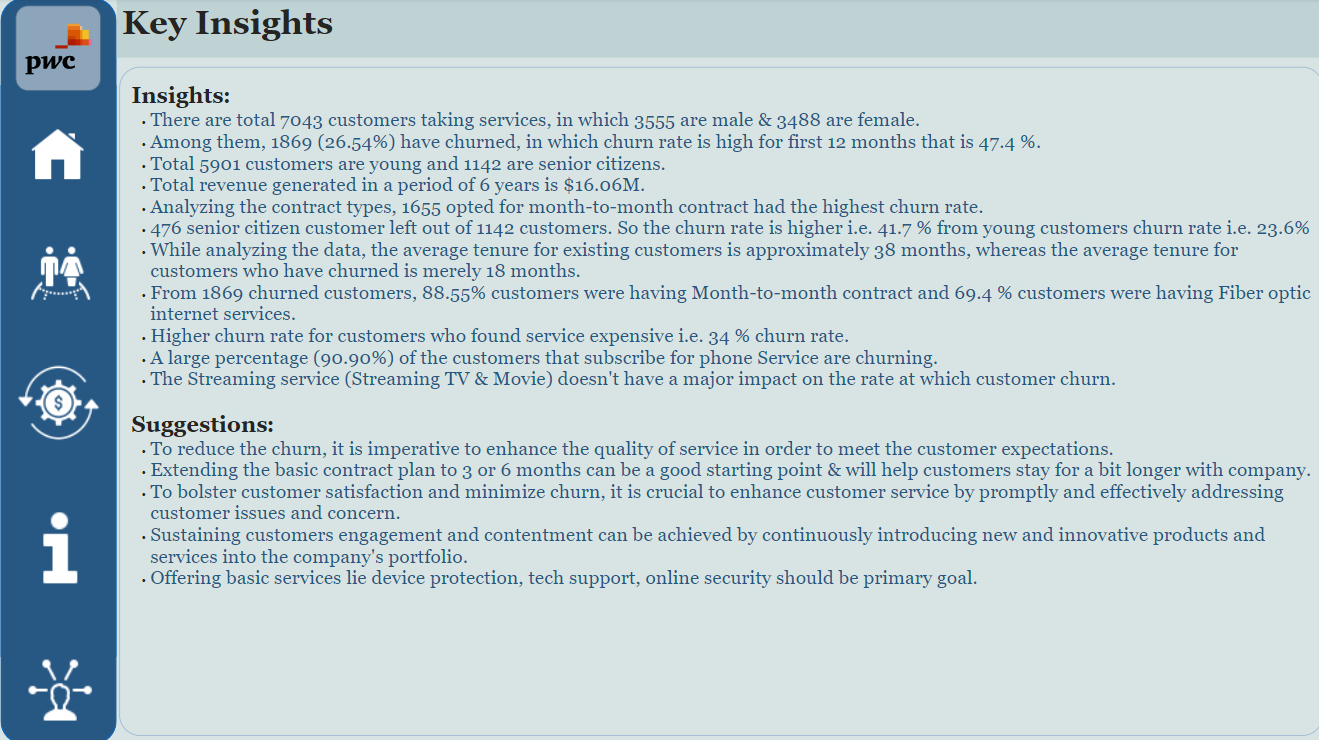 pwc
Key Insights
Insights:
• There are total 7043 customers taking services, in which 3555 are male & 3488 are female.
• Among them, 1869 (26.54%) have churned, in which churn rate is high for first 12 months that is 47.4 %.
• Total 5901 customers are young and 1142 are senior citizens.
• Total revenue generated in a period of 6 years is $16.06M.
• Analyzing the contract types, 1655 opted for month-to-month contract had the highest churn rate.
• 476 senior citizen customer left out of 1142 customers. So the churn rate is higher i.e. 41.7 % from young customers churn rate i.e. 23.6%
• While analyzing the data, the average tenure for existing customers is approximately 38 months, whereas the average tenure for
customers who have churned is merely 18 months.
• From 1869 churned customers, 88.55% customers were having Month-to-month contract and 69.4 % customers were having Fiber optic
internet services.
• Higher churn rate for customers who found service expensive i.e. 34 % churn rate.
• A large percentage (90.90%) of the customers that subscribe for phone Service are churning.
• The Streaming service (Streaming TV & Movie) doesn't have a major impact on the rate at which customer churn.
Suggestions:
• To reduce the churn, it is imperative to enhance the quality of service in order to meet the customer expectations.
• Extending the basic contract plan to 3 or 6 months can be a good starting point & will help customers stay for a bit longer with company.
• To bolster customer satisfaction and minimize churn, it is crucial to enhance customer service by promptly and effectively addressing
customer issues and concern.
• Sustaining customers engagement and contentment can be achieved by continuously introducing new and innovative products and
services into the company's portfolio.
• Offering basic services lie device protection, tech support, online security should be primary goal.